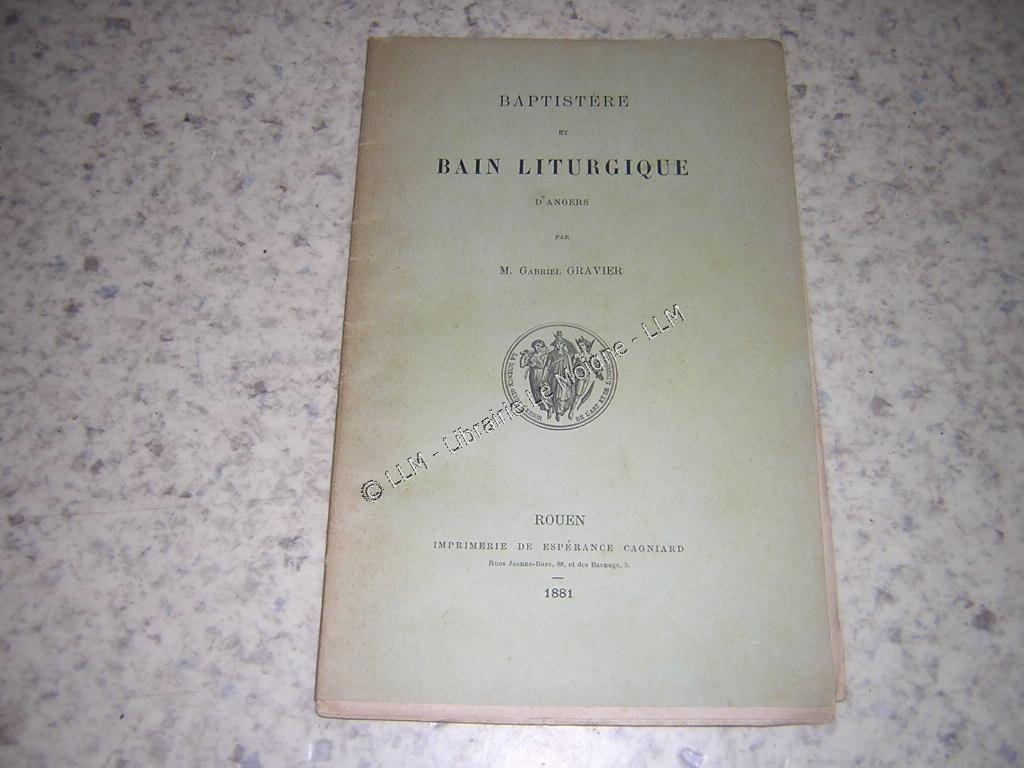 BAPTISTÈRE
ET
BAIN LITURGIQUE
D'ANGERS
PAR
M. GABRIEL GRAVIER
© LLM - Librairie Le Moigne - LLM
ROUEN
IMPRIMERIE DE ESPÉRANCE CAGNIARD
Rues Jeanne-Darc, 88, et des Basnage, 5.
1881